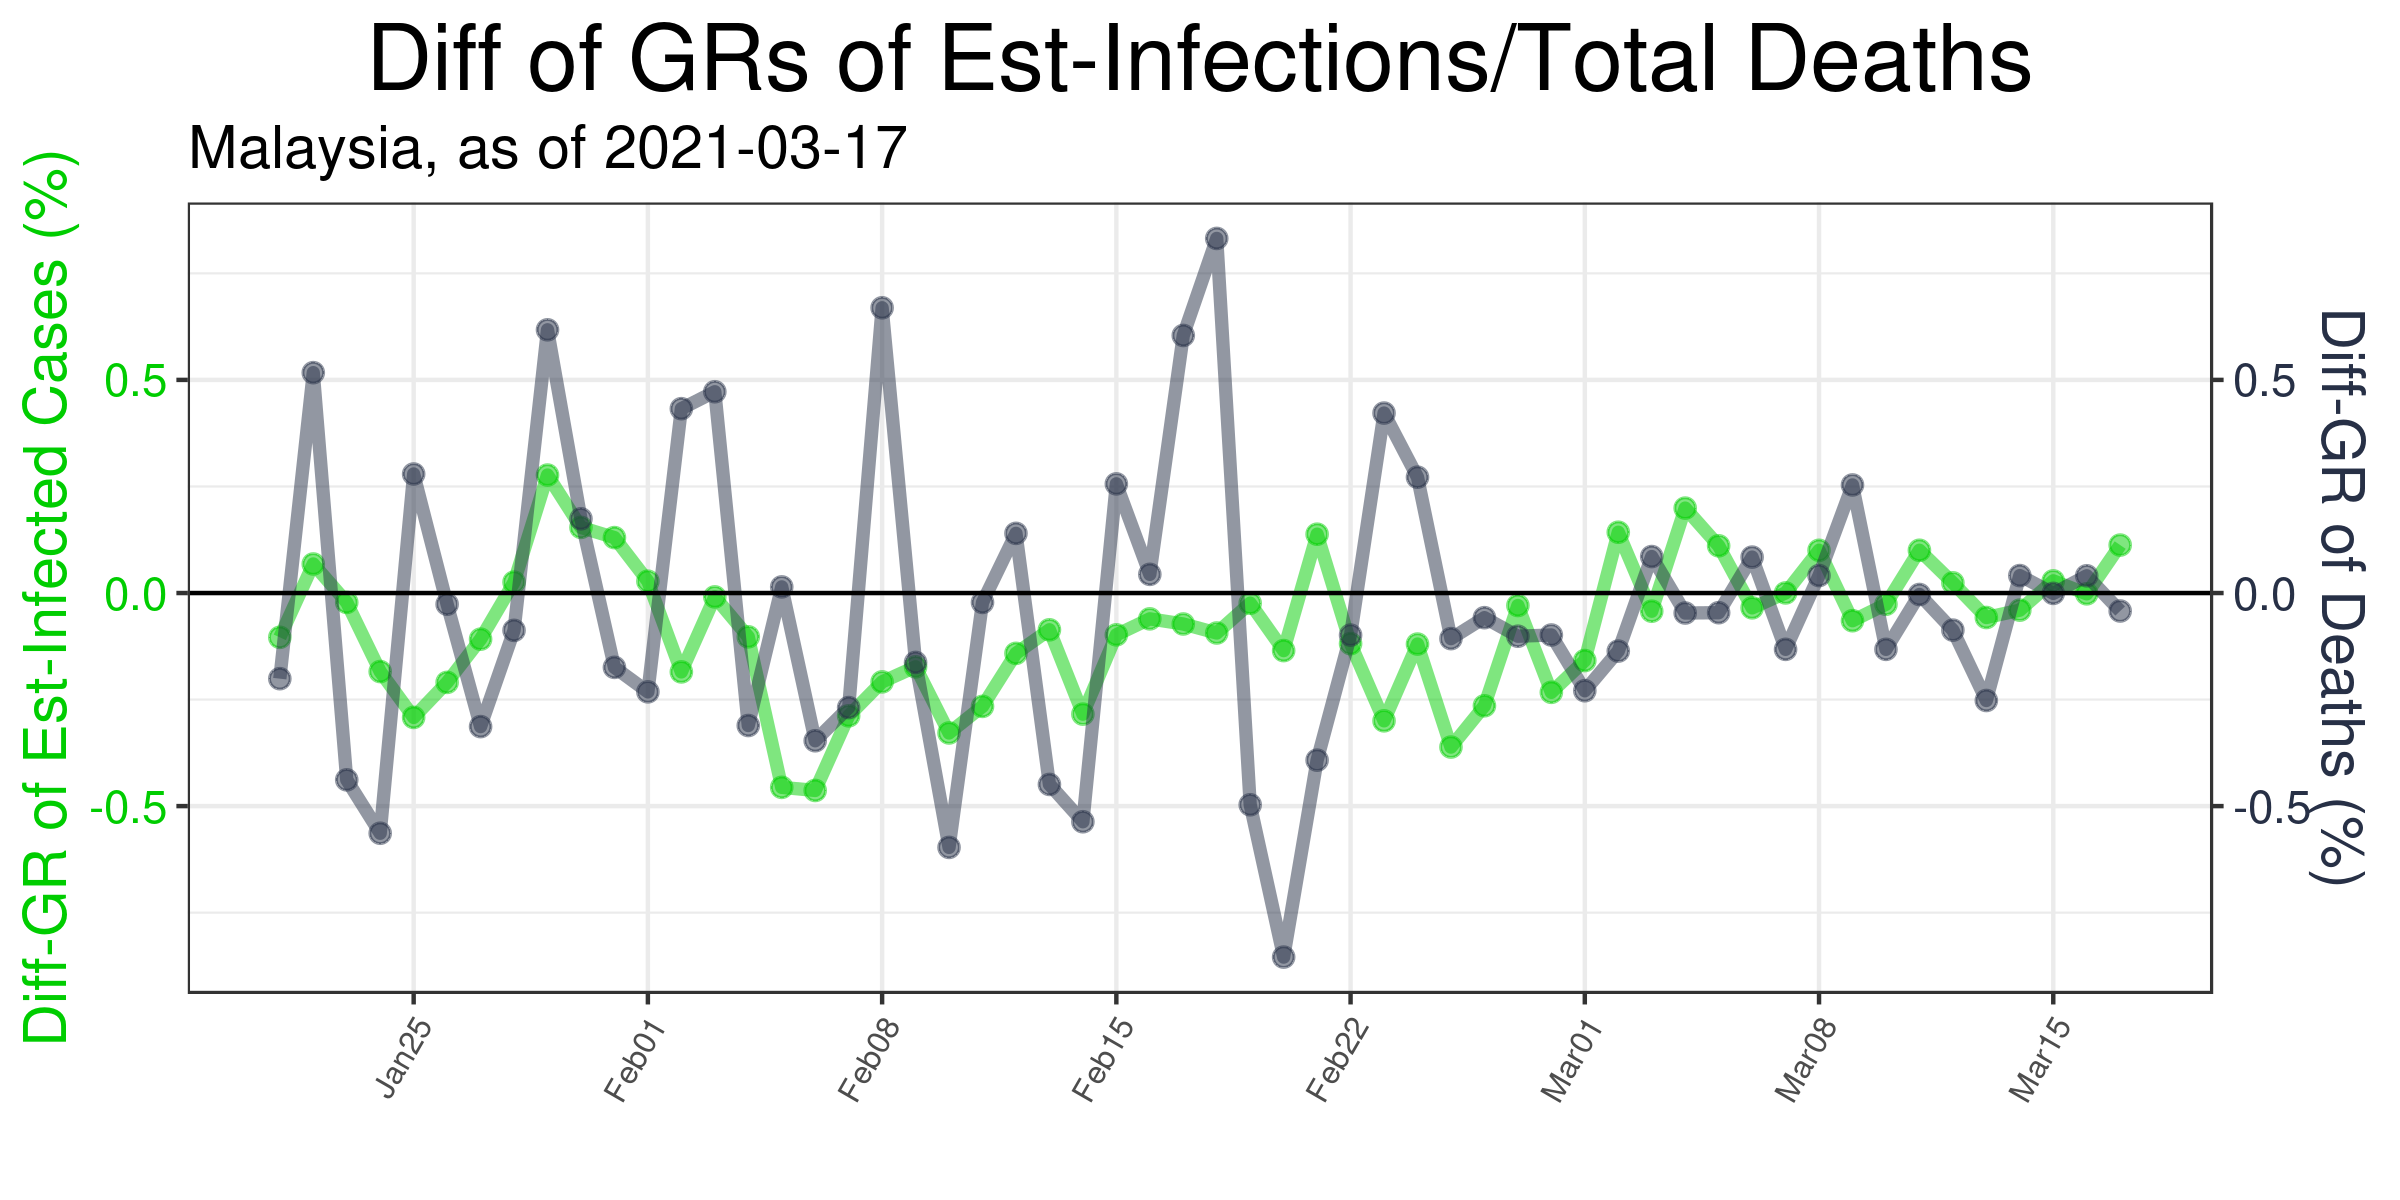 Diff of GRs of Est-Infections/Total Deaths
Malaysia, as of 2021-03-17
Diff-GR of Est-Infected Cases (%)
0.5
0.0
-0.5
0.5
0.0
-0.5
Diff-GR of Deaths (%)
Jan25
Feb01
Feb08
Feb15
Feb22
Mar01
Mar08
Mar15